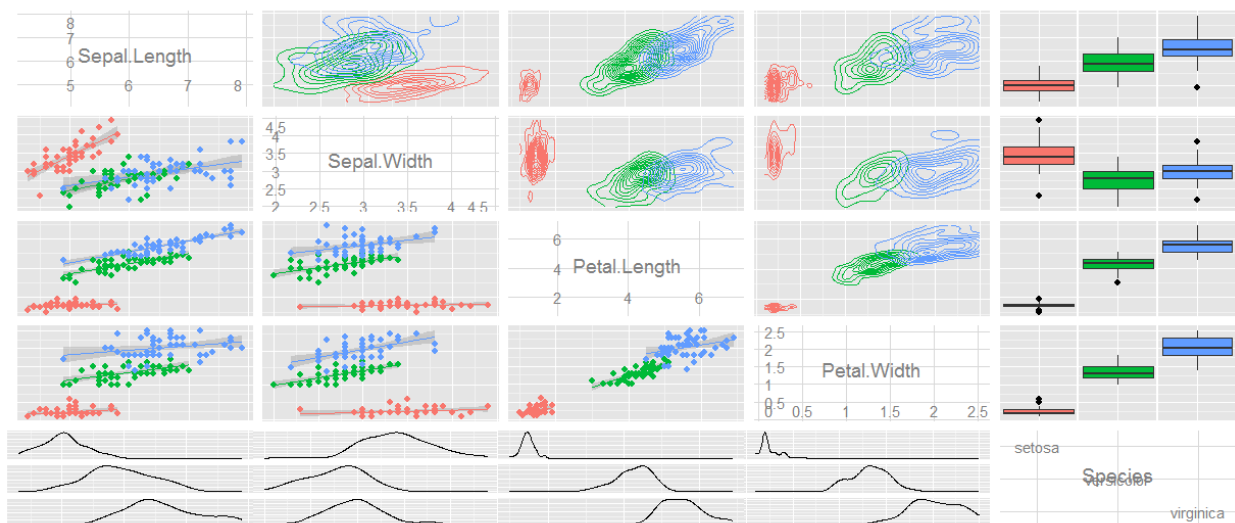 8
7
Sepal.Length
6
5
5 6 7 8
4.5
4
Sepal.Width
3.5
3
2.5
2
2 2.5 3 3.5 4 4.5
6
Petal.Length
4
2
2 4 6
2.5
2
Petal.Width
1.5
1
0.5
0
0 0.5 1 1.5 2 2.5
setosa
Species
versicolor
virginica